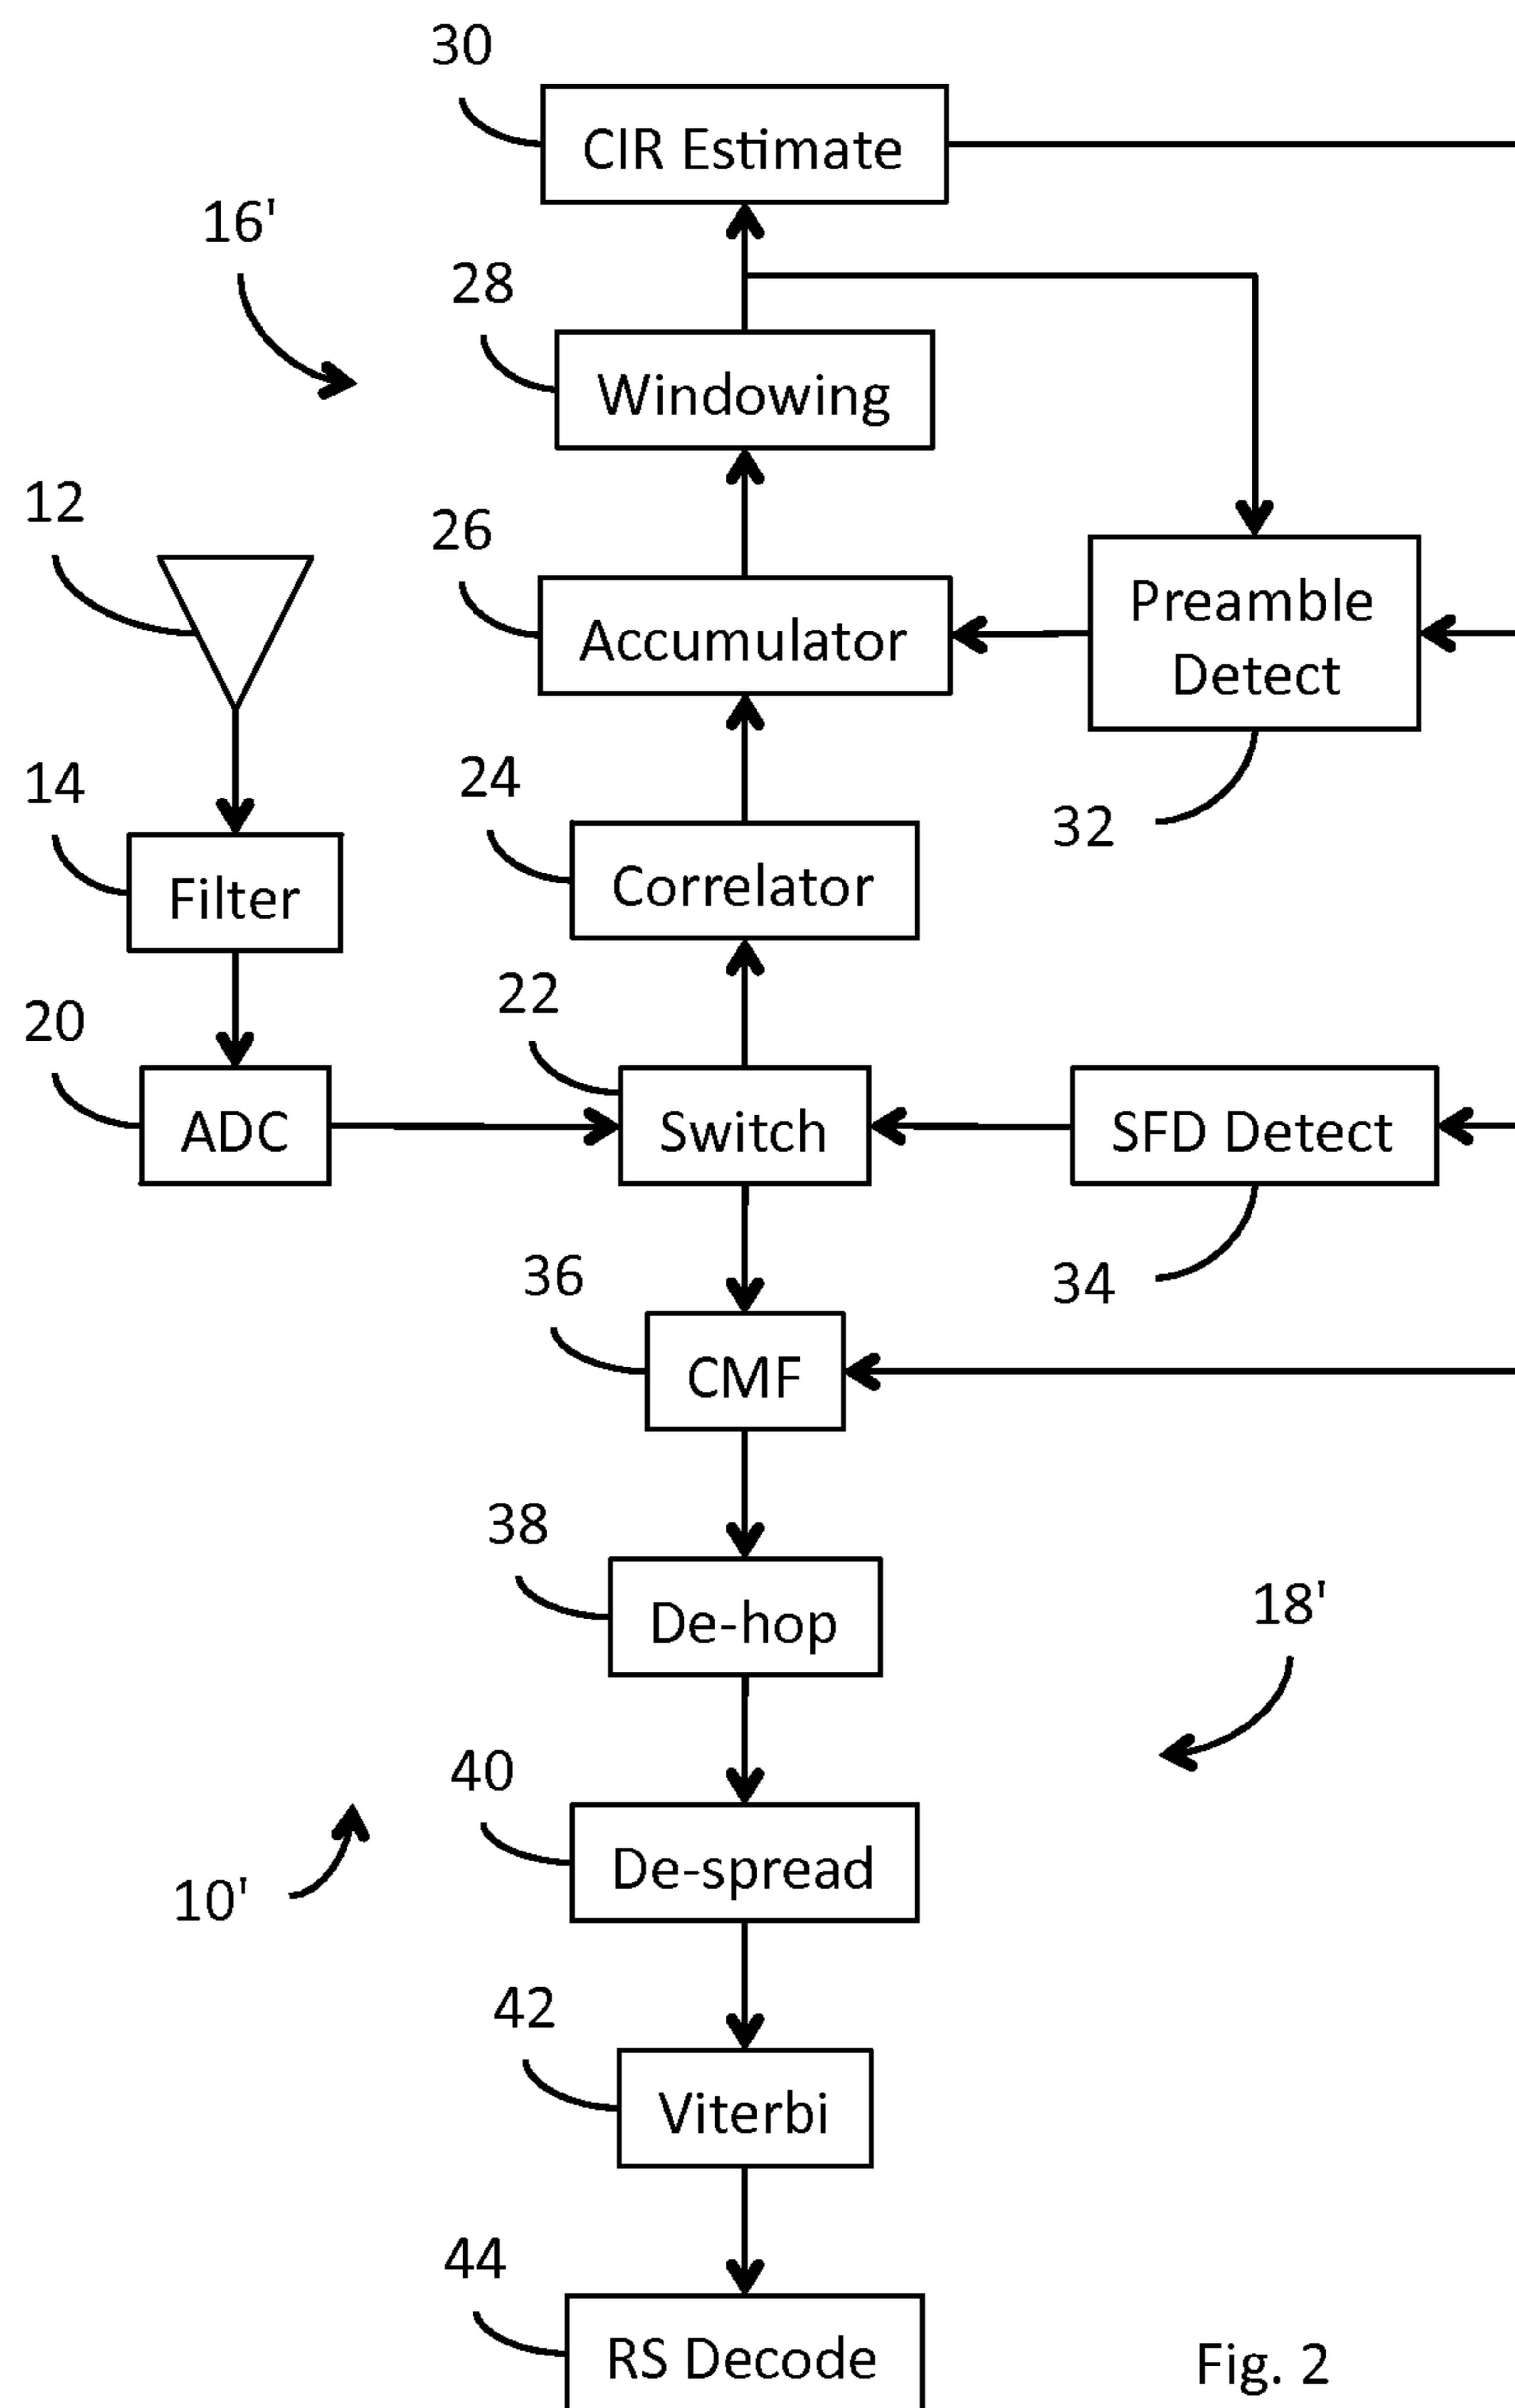 30
CIR Estimate
16'
28
Windowing
12
26
Accumulator
Preamble
Detect
14
24
32
Filter
Correlator
20
22
ADC
Switch
SFD Detect
36
34
CMF
38
De-hop
18'
40
De-spread
10'
42
Viterbi
44
RS Decode
Fig. 2